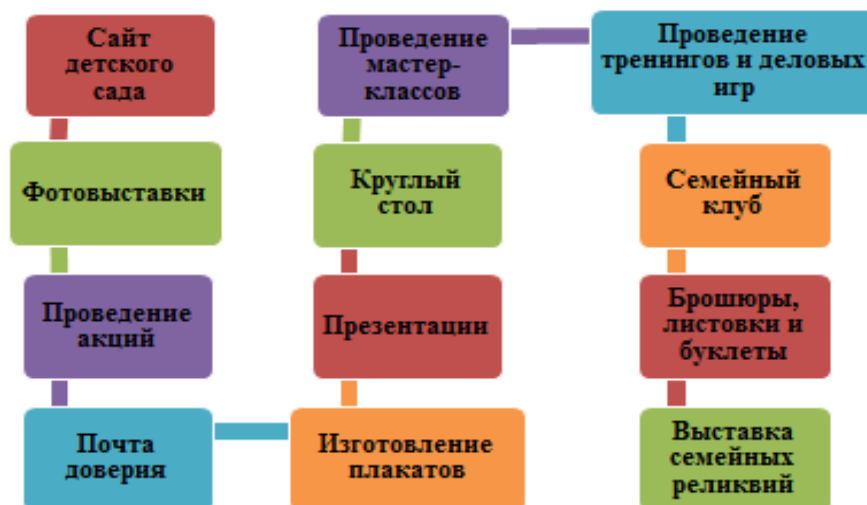 Сайт
детского
сада
Фотовыставки
Проведение
акций
Почта
доверия
Изготовление
плакатов
Презентации
Круглый
стол
Проведение
мастер-
классов
Проведение
тренингов и деловых
игр
Семейный
клуб
Брошюры,
листовки и
буклеты
Выставка
семейных
реликвий